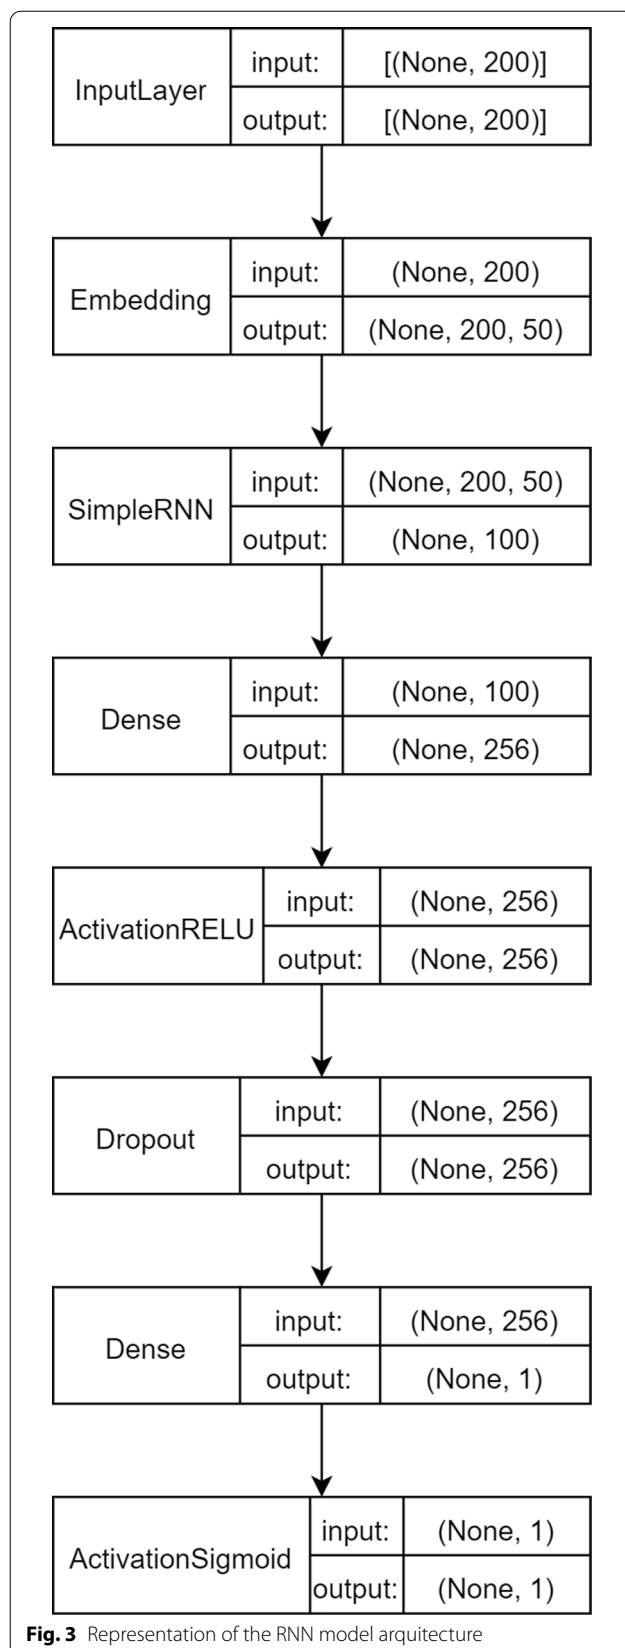 InputLayer
input: [(None, 200)]
output: [(None, 200)]
Embedding
input: (None, 200)
output: (None, 200, 50)
SimpleRNN
input: (None, 200, 50)
output: (None, 100)
Dense
input: (None, 100)
output: (None, 256)
ActivationRELU
input: (None, 256)
output: (None, 256)
Dropout
input: (None, 256)
output: (None, 256)
Dense
input: (None, 256)
output: (None, 1)
ActivationSigmoid
input: (None, 1)
output: (None, 1)
Fig. 3 Representation of the RNN model arquitecture